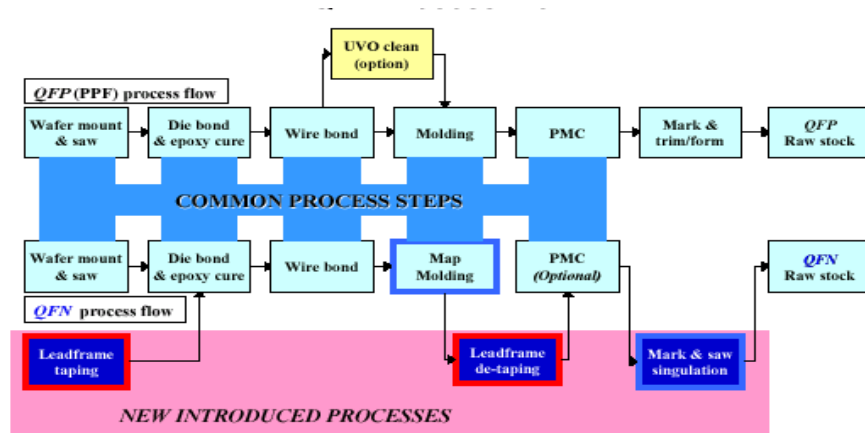 UVO clean
(option)
QFP (PPF) process flow
Wafer mount
& saw
Die bond
& epoxy cure
Wire bond
Molding
PMC
Mark &
trim/form
QFP
Raw stock
COMMON PROCESS STEPS
Wafer mount
& saw
Die bond
& epoxy cure
Wire bond
Map
Molding
PMC
(Optional)
QFN
Raw stock
QFN process flow
Leadframe
taping
Leadframe
de-taping
Mark & saw
singulation
NEW INTRODUCED PROCESSES